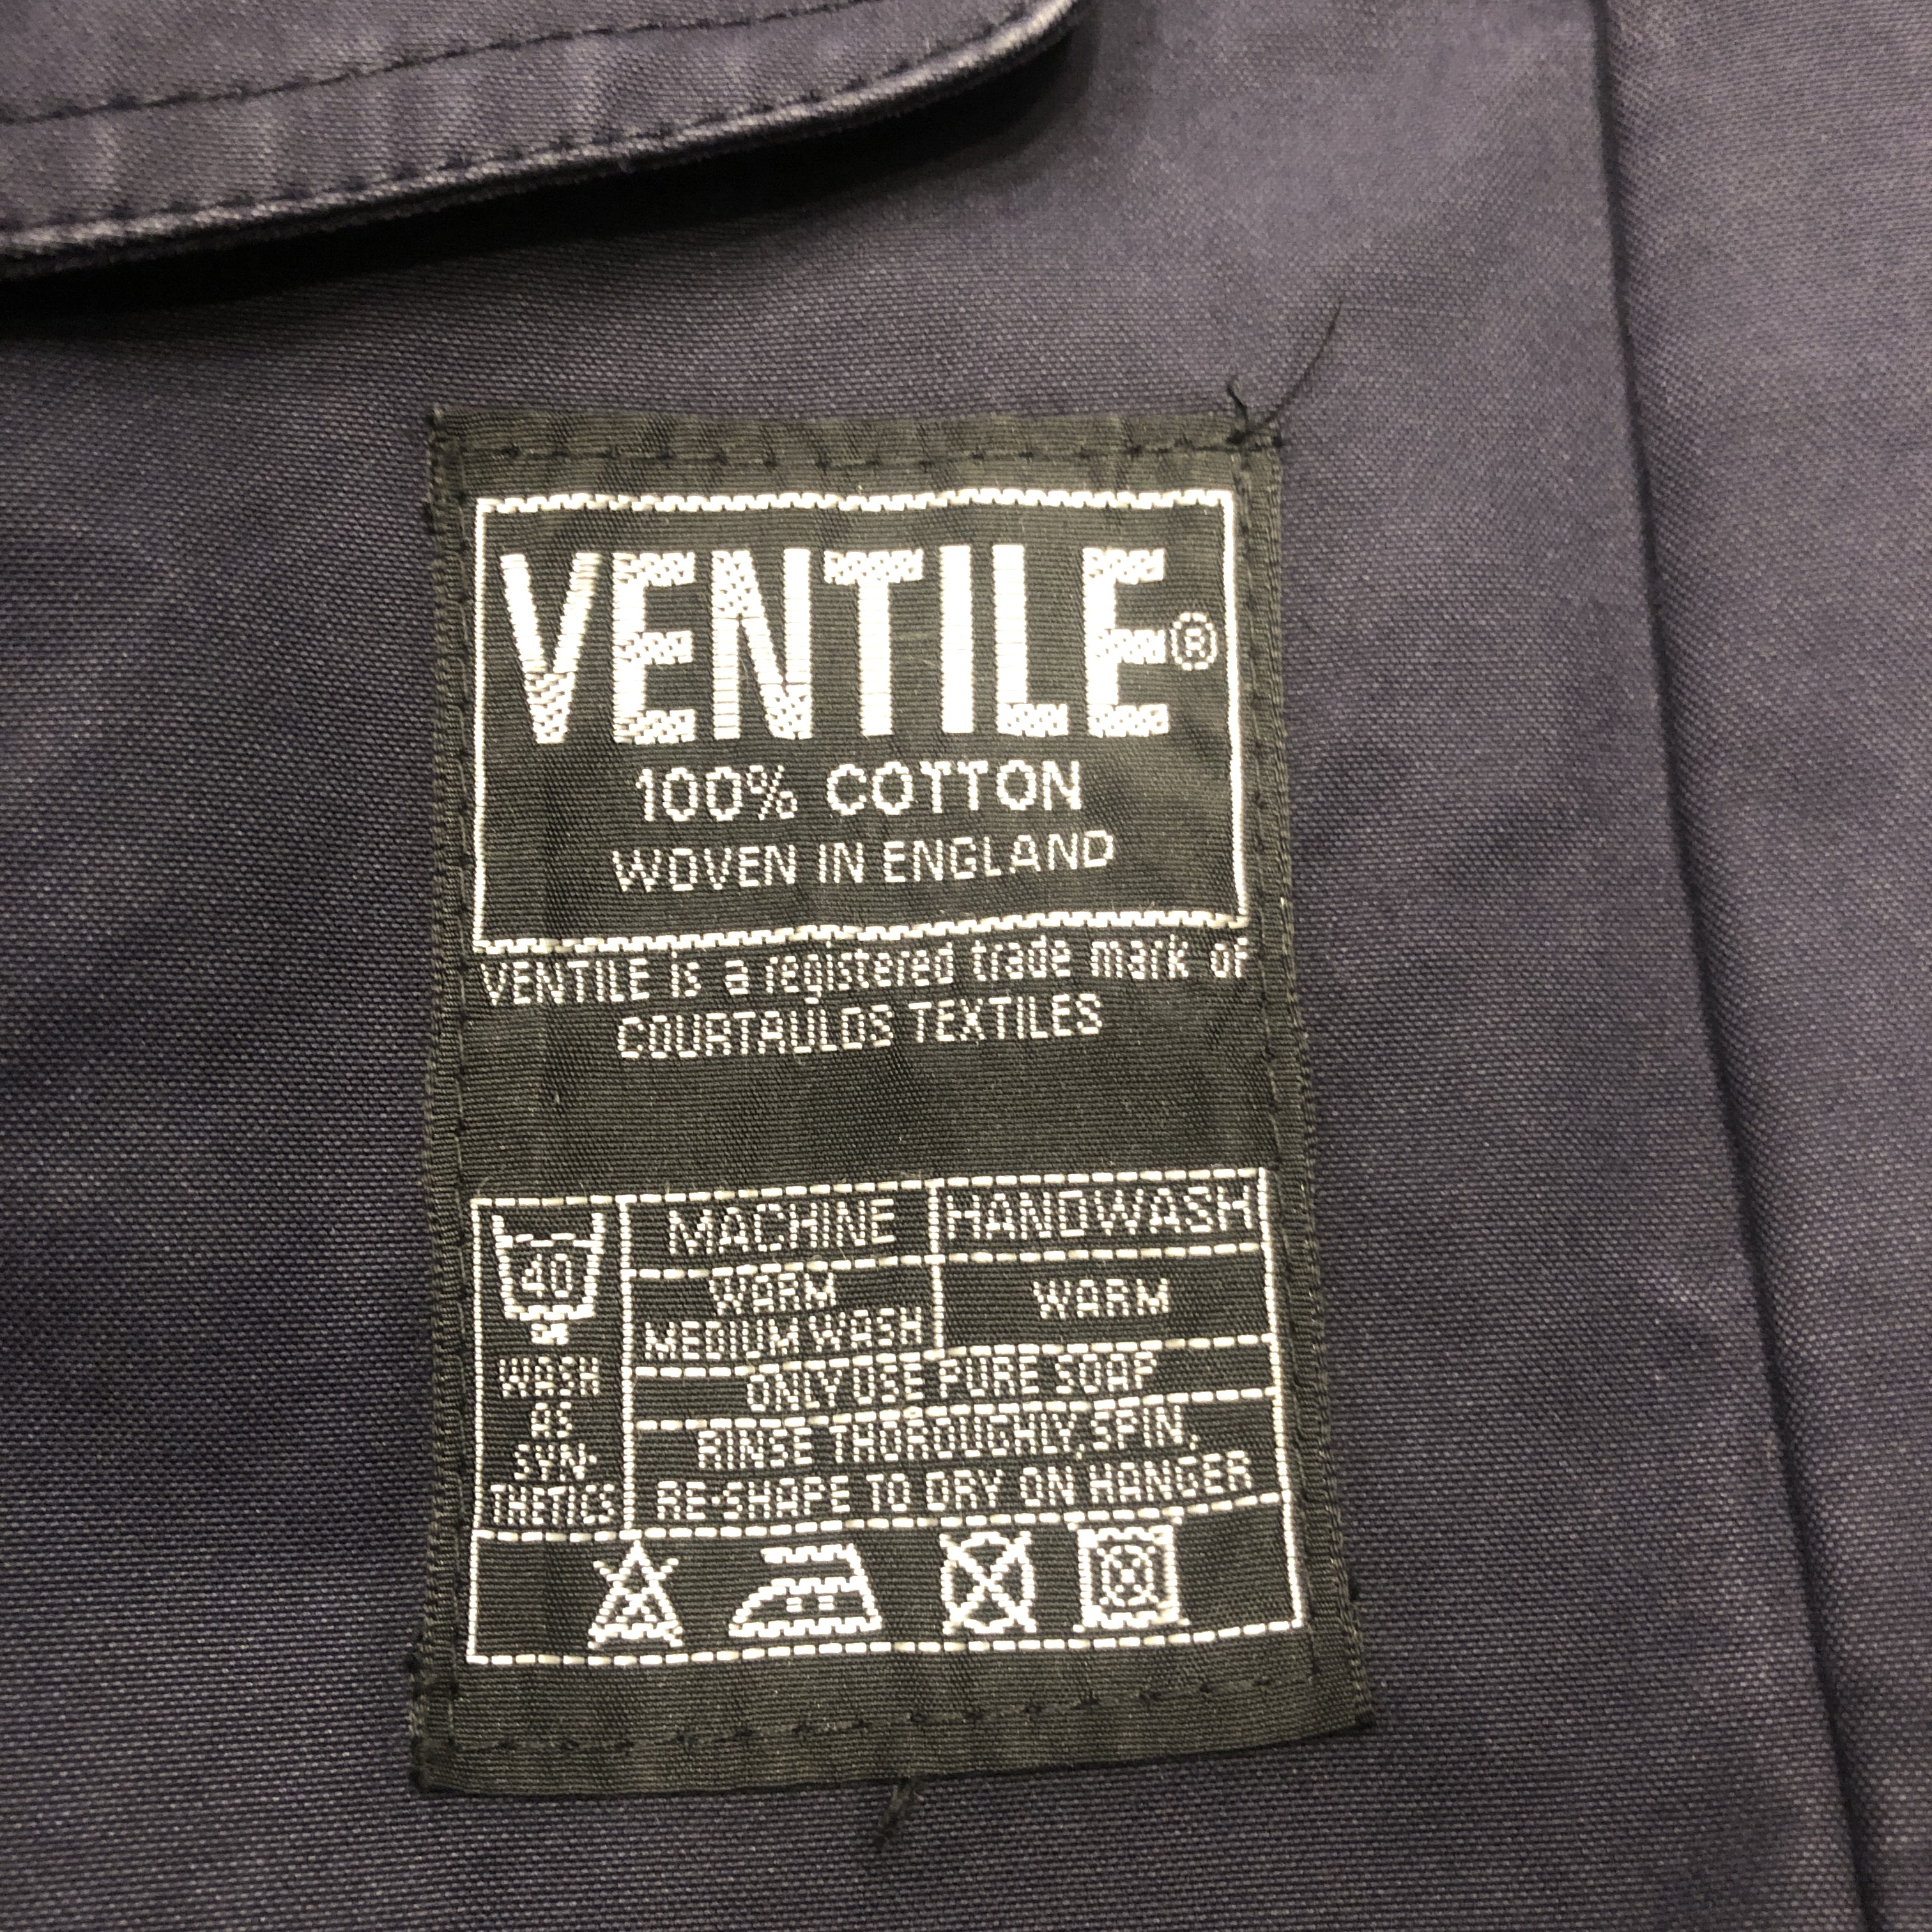 VENTILE®
100% COTTON
WOVEN IN ENGLAND
VENTILE is a registered trade mark of
COURTAULDS TEXTILES
40
OR
WASH
AS
SYN-
THETICS
MACHINE HANDWASH
WARM
MEDIUM WASH
WARM
ONLY USE PURE SOAP
RINSE THOROUGHLY, SPIN,
RE-SHAPE TO DRY ON HANGER